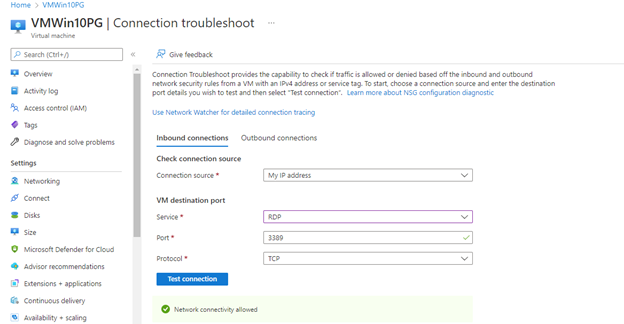 Home > VMWin10PG
VMWin10PG | Connection troubleshoot ...
Virtual machine
Search (Ctrl+/)
«
Overview
Activity log
Access control (IAM)
Tags
Diagnose and solve problems
Settings
Networking
Connect
Disks
Size
Microsoft Defender for Cloud
Advisor recommendations
Extensions + applications
Continuous delivery
Availability + scaling
Give feedback
Connection Troubleshoot provides the capability to check if traffic is allowed or denied based off the inbound and outbound
network security rules from a VM with an IPv4 address or service tag. To start, choose a connection source and enter the destination
port details you wish to test and then select "Test connection". Learn more about NSG configuration diagnostic
Use Network Watcher for detailed connection tracing
Inbound connections Outbound connections
Check connection source
Connection source * My IP address
VM destination port
Service * RDP
Port * 3389
Protocol * TCP
Test connection
Network connectivity allowed